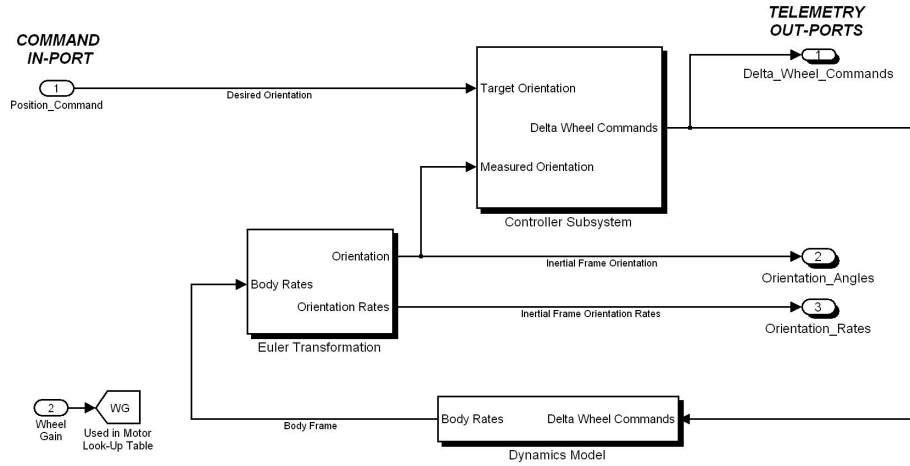 COMMAND
IN-PORT
1
Position_Command
Desired Orientation
TELEMETRY
OUT-PORTS
1
Delta_Wheel_Commands
Target Orientation
Delta Wheel Commands
Measured Orientation
Controller Subsystem
Orientation
Body Rates
Orientation Rates
Euler Transformation
Inertial Frame Orientation
2
Orientation_Angles
Inertial Frame Orientation Rates
3
Orientation_Rates
2
Wheel
Gain
WG
Used in Motor
Look-Up Table
Body Frame
Body Rates
Delta Wheel Commands
Dynamics Model